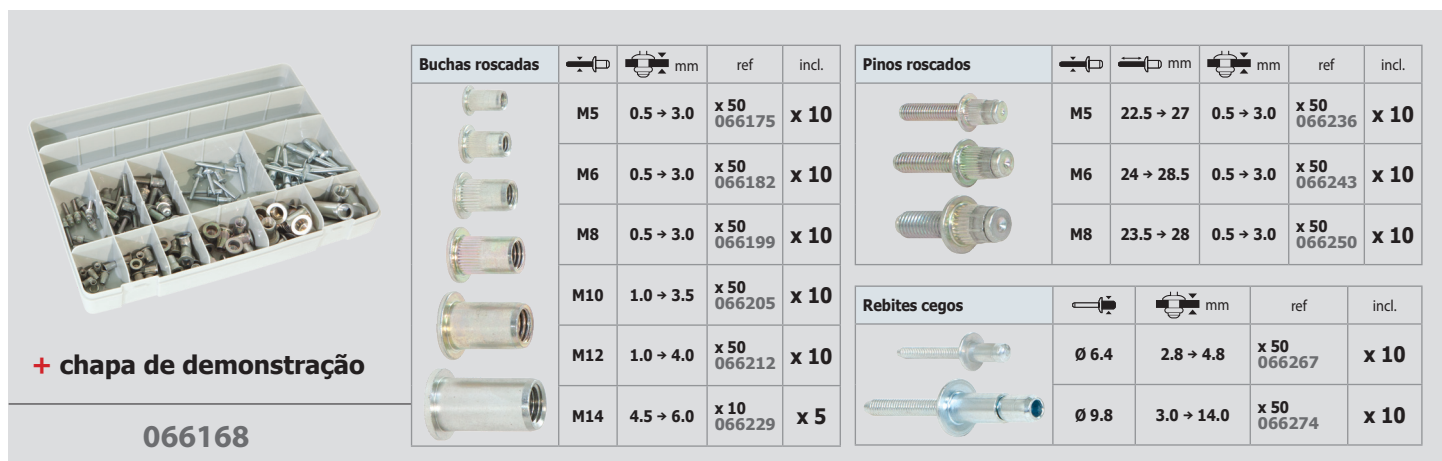 + chapa de demonstração
066168
Buchas roscadas mm ref incl.
M5 0.5 → 3.0 x 50 066175 x 10
M6 0.5 → 3.0 x 50 066182 x 10
M8 0.5 → 3.0 x 50 066199 x 10
M10 1.0 → 3.5 x 50 066205 x 10
M12 1.0 → 4.0 x 50 066212 x 10
M14 4.5 → 6.0 x 10 066229 x 5
Pinos roscados mm mm ref incl.
M5 22.5 → 27 0.5 → 3.0 x 50 066236 x 10
M6 24 → 28.5 0.5 → 3.0 x 50 066243 x 10
M8 23.5 → 28 0.5 → 3.0 x 50 066250 x 10
Rebites cegos mm ref incl.
Ø 6.4 2.8 → 4.8 x 50 066267 x 10
Ø 9.8 3.0 → 14.0 x 50 066274 x 10